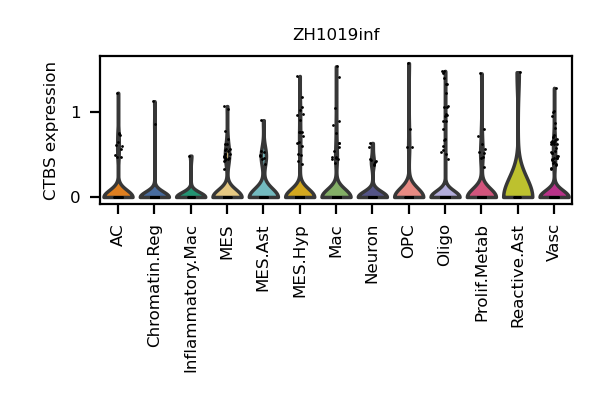 ZH1019inf
CTBS expression
1
0
AC
Chromatin.Reg
Inflammatory.Mac
MES
MES.Ast
MES.Hyp
Mac
Neuron
OPC
Oligo
Prolif.Metab
Reactive.Ast
Vasc